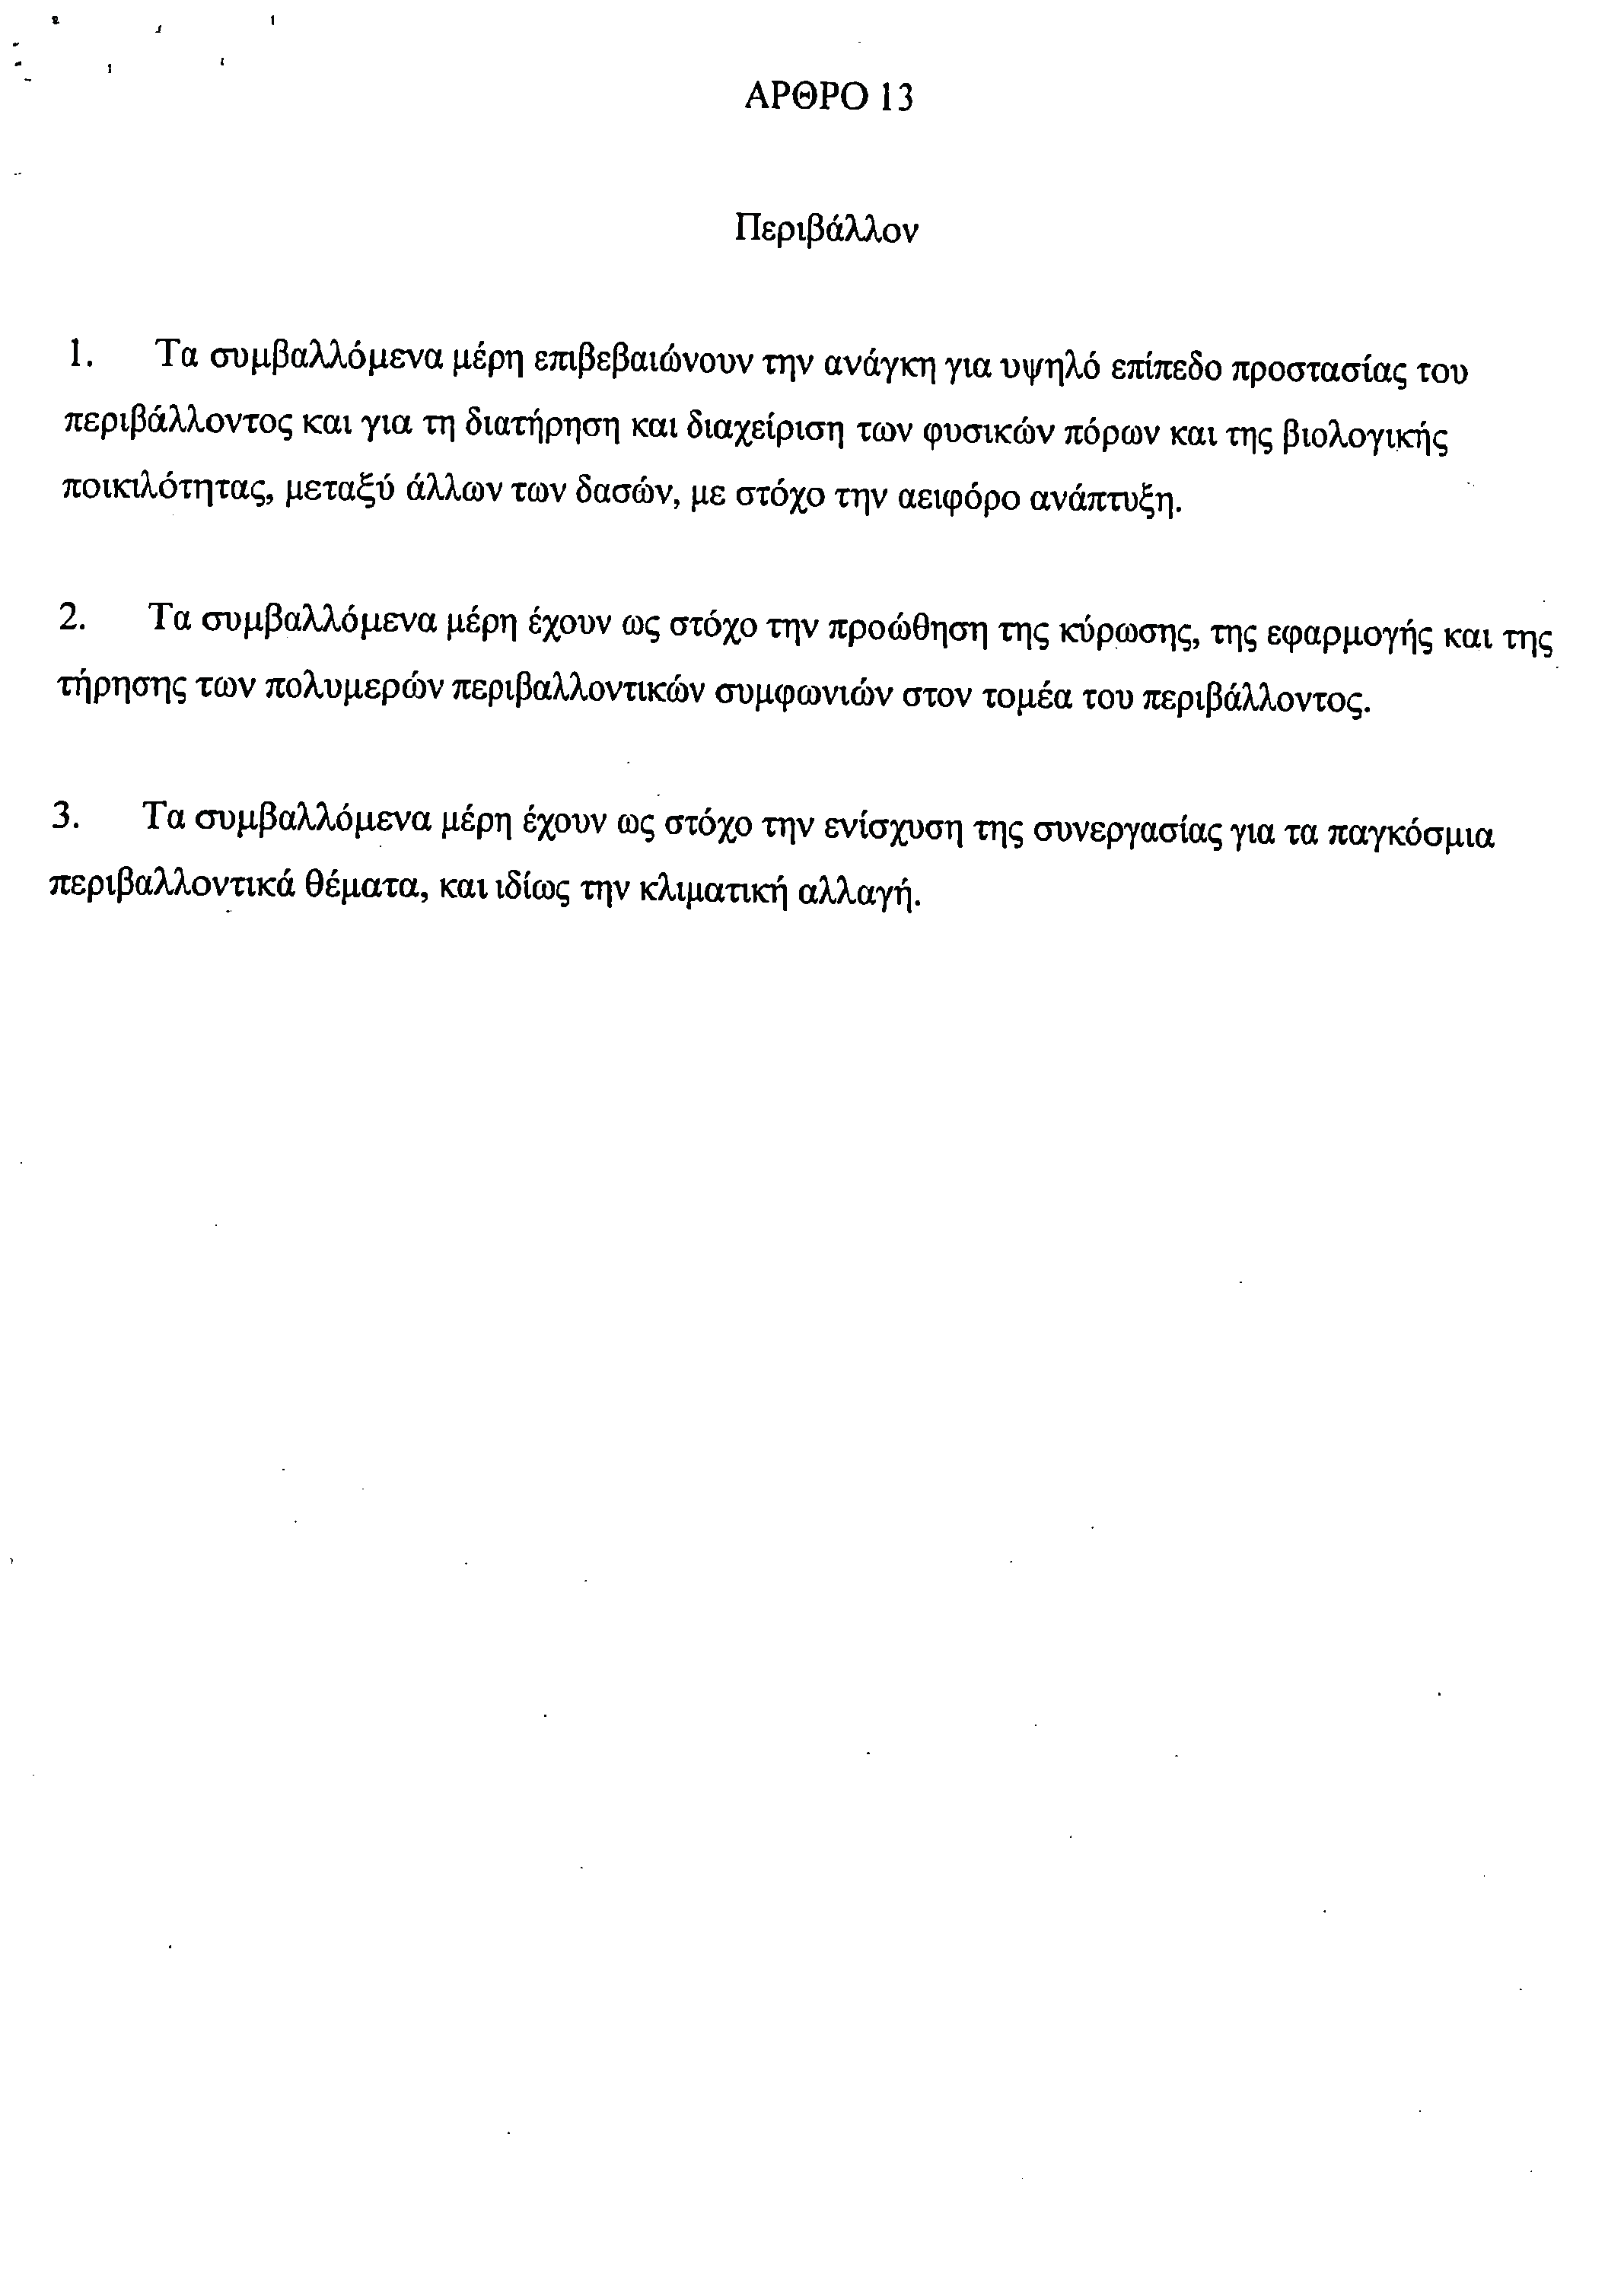 ΑΡΘΡΟ 13
Περιβάλλον
1. Τα συμβαλλόμενα μέρη επιβεβαιώνουν την ανάγκη για υψηλό επίπεδο προστασίας του
περιβάλλοντος και για τη διατήρηση και διαχείριση των φυσικών πόρων και της βιολογικής
ποικιλότητας, μεταξύ άλλων των δασών, με στόχο την αειφόρο ανάπτυξη.
2. Τα συμβαλλόμενα μέρη έχουν ως στόχο την προώθηση της κύρωσης, της εφαρμογής και της
τήρησης των πολυμερών περιβαλλοντικών συμφωνιών στον τομέα του περιβάλλοντος.
3. Τα συμβαλλόμενα μέρη έχουν ως στόχο την ενίσχυση της συνεργασίας για τα παγκόσμια
περιβαλλοντικά θέματα, και ιδίως την κλιματική αλλαγή.